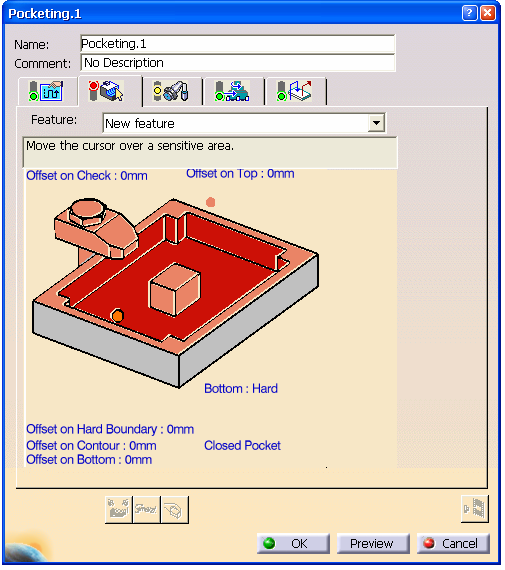 Pocketing.1
Name: Pocketing.1
Comment: No Description
Feature: New feature
Move the cursor over a sensitive area.
Offset on Check : 0mm Offset on Top : 0mm
Bottom : Hard
Offset on Hard Boundary : 0mm
Offset on Contour : 0mm Closed Pocket
Offset on Bottom : 0mm
OK Preview Cancel